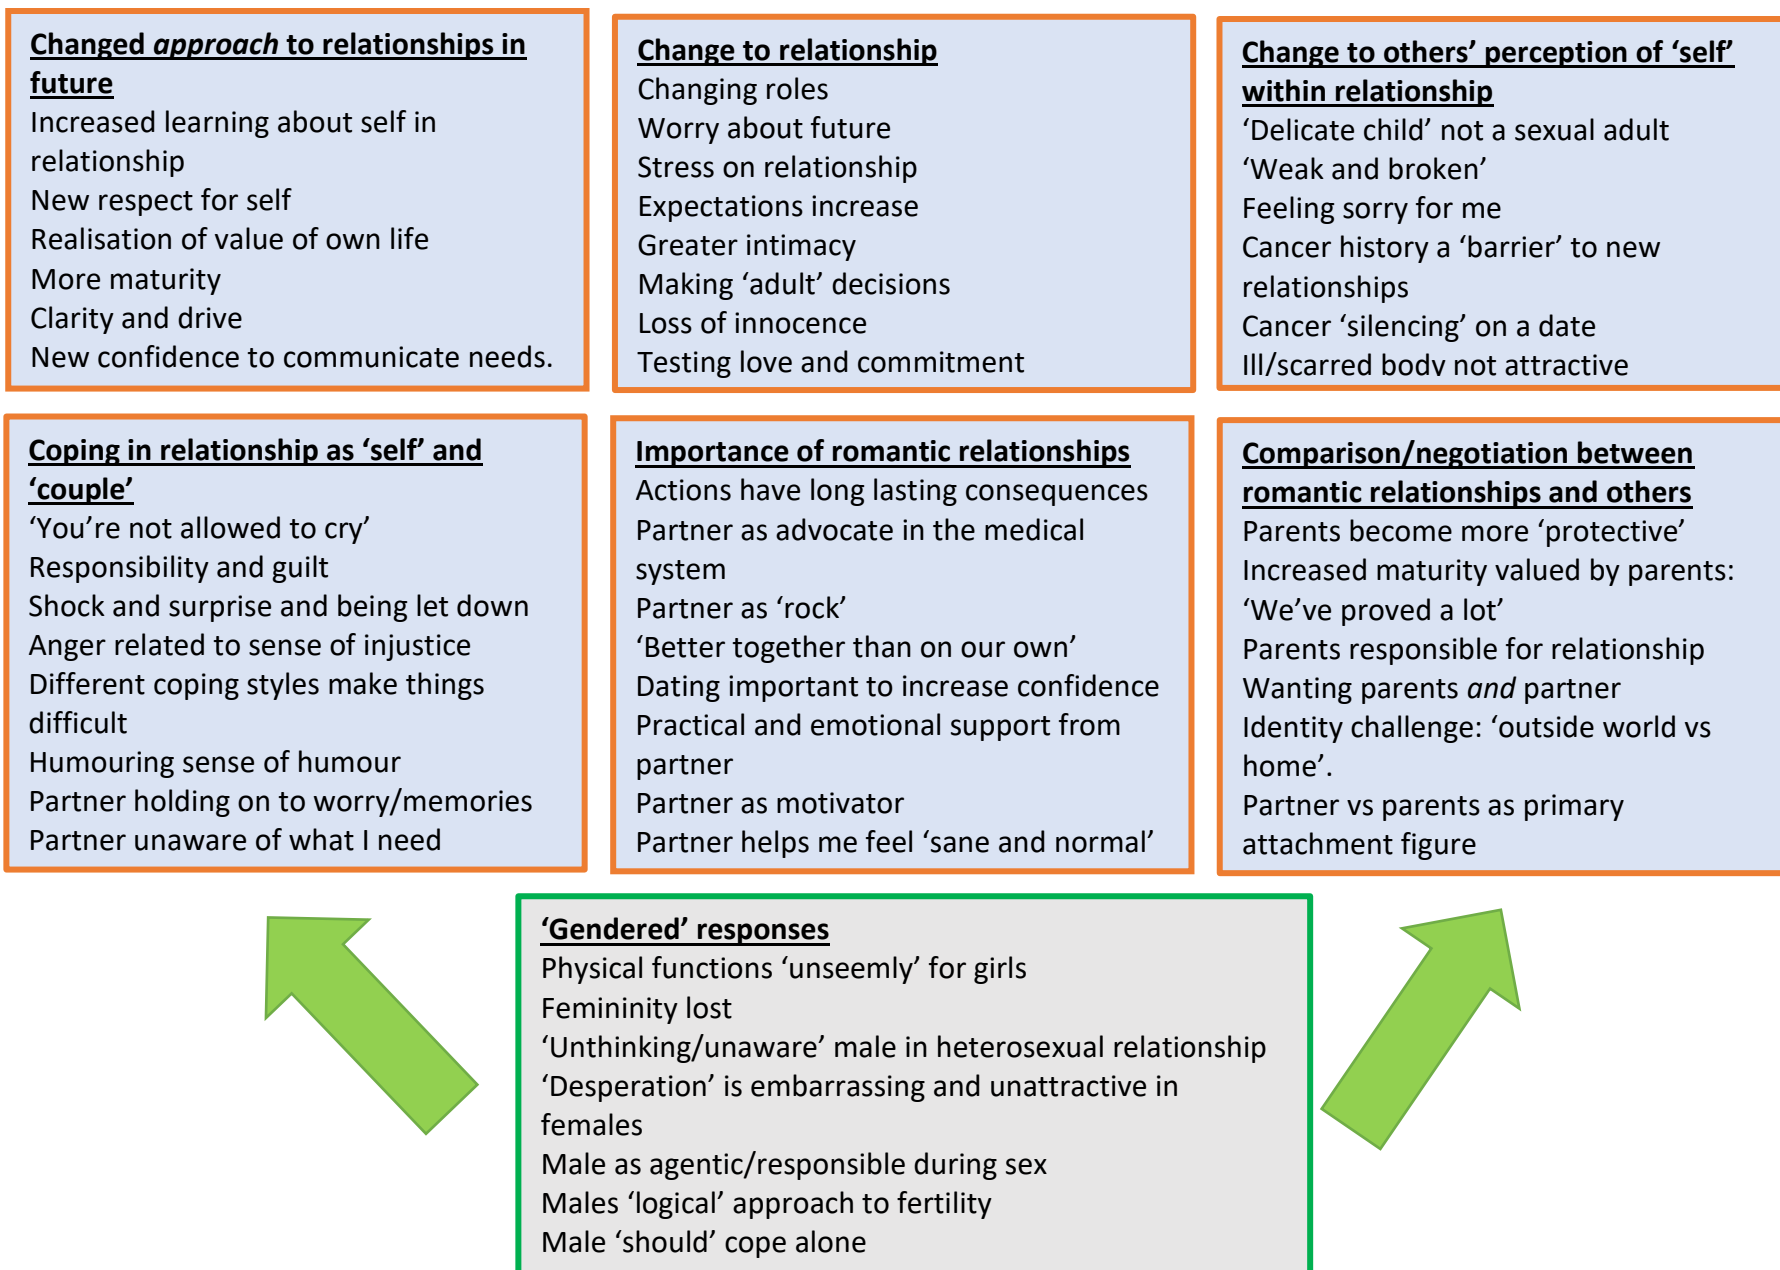 Changed approach to relationships in
future
Increased learning about self in
relationship
New respect for self
Realisation of value of own life
More maturity
Clarity and drive
New confidence to communicate needs.
Change to relationship
Changing roles
Worry about future
Stress on relationship
Expectations increase
Greater intimacy
Making ‘adult’ decisions
Loss of innocence
Testing love and commitment
Change to others’ perception of ‘self’
within relationship
‘Delicate child’ not a sexual adult
‘Weak and broken’
Feeling sorry for me
Cancer history a ‘barrier’ to new
relationships
Cancer ‘silencing’ on a date
Ill/scarred body not attractive
Coping in relationship as ‘self’ and
‘couple’
‘You’re not allowed to cry’
Responsibility and guilt
Shock and surprise and being let down
Anger related to sense of injustice
Different coping styles make things
difficult
Humouring sense of humour
Partner holding on to worry/memories
Partner unaware of what I need
Importance of romantic relationships
Actions have long lasting consequences
Partner as advocate in the medical
system
Partner as ‘rock’
‘Better together than on our own’
Dating important to increase confidence
Practical and emotional support from
partner
Partner as motivator
Partner helps me feel ‘sane and normal’
Comparison/negotiation between
romantic relationships and others
Parents become more ‘protective’
Increased maturity valued by parents:
‘We’ve proved a lot’
Parents responsible for relationship
Wanting parents and partner
Identity challenge: ‘outside world vs
home’.
Partner vs parents as primary
attachment figure
‘Gendered’ responses
Physical functions ‘unseemly’ for girls
Femininity lost
‘Unthinking/unaware’ male in heterosexual relationship
‘Desperation’ is embarrassing and unattractive in
females
Male as agentic/responsible during sex
Males ‘logical’ approach to fertility
Male ‘should’ cope alone